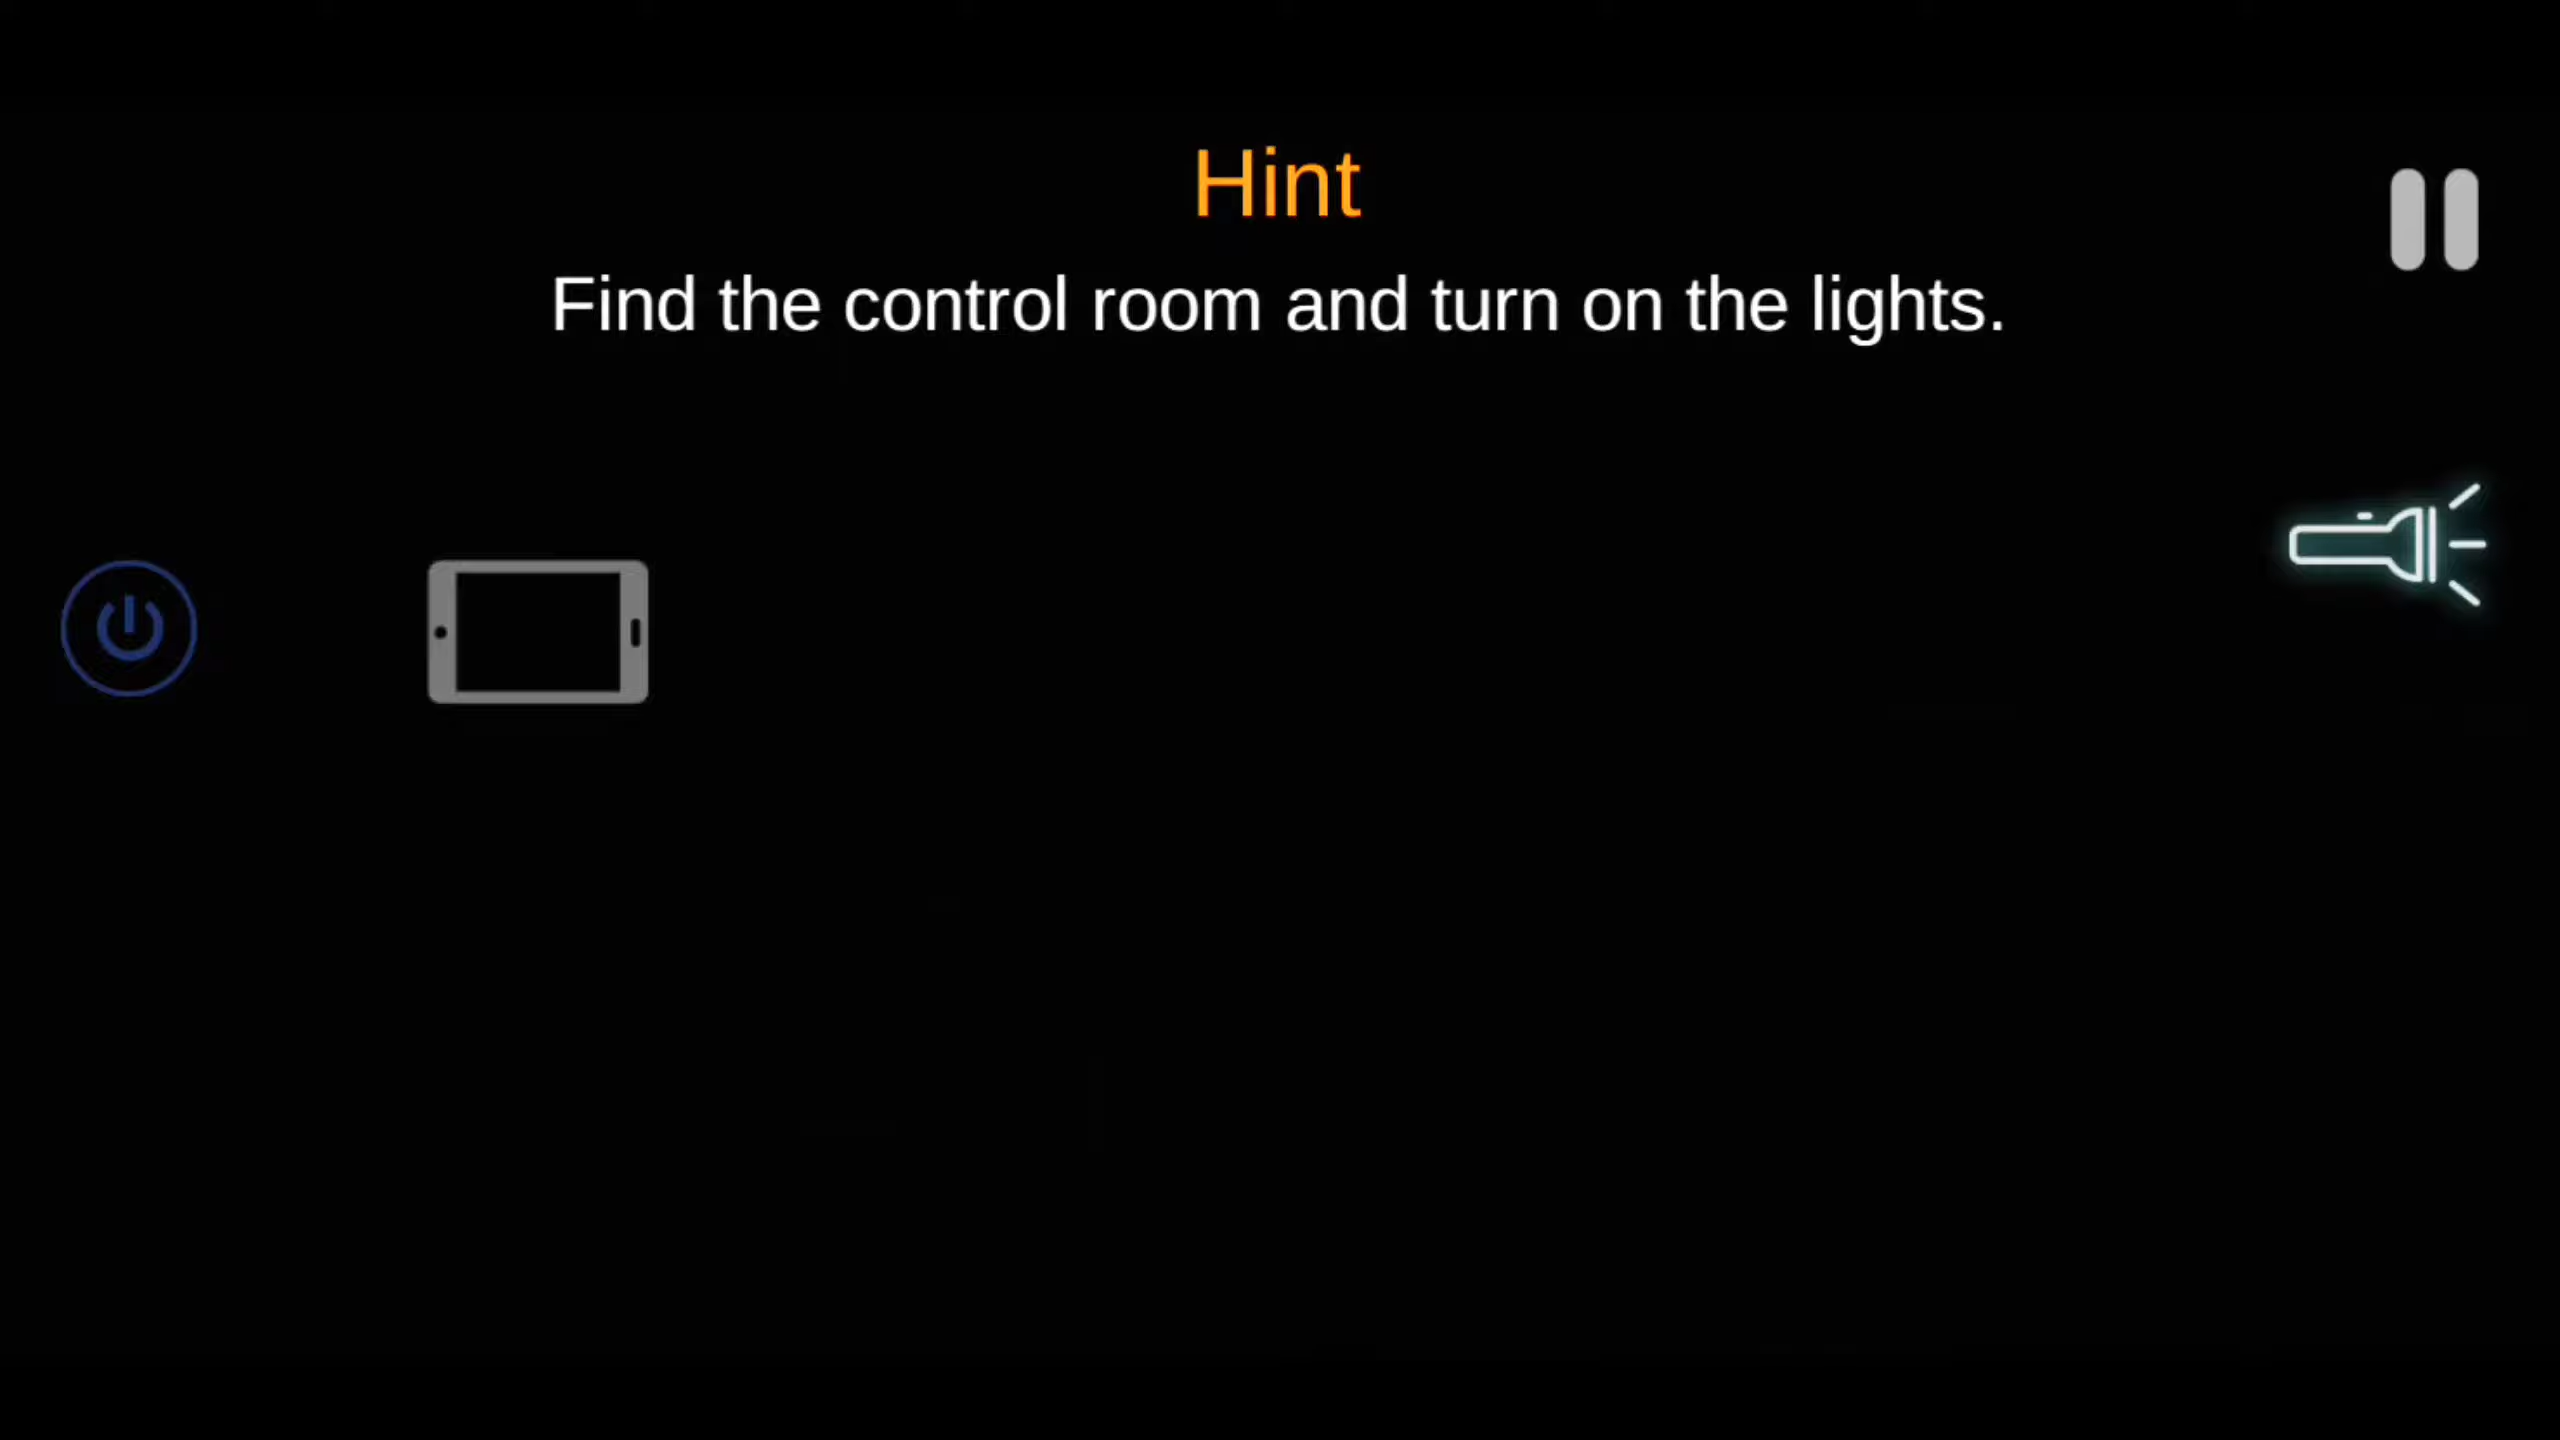 Hint
Find the control room and turn on the lights.